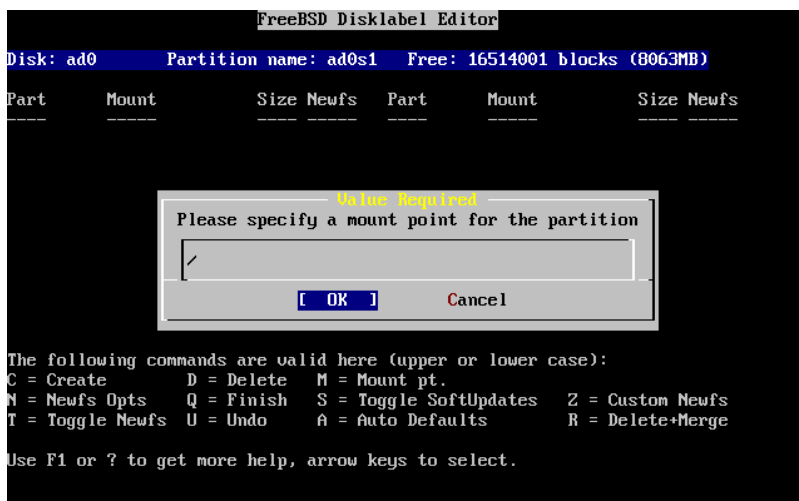 FreeBSD Disklabel Editor
Disk: ad0 Partition name: ad0s1 Free: 16514001 blocks (8063MB)
Part Mount Size Newfs Part Mount Size Newfs
---- ----- ---- ----- ---- ----- ---- -----
Value Required
Please specify a mount point for the partition
/
[ OK ] Cancel
The following commands are valid here (upper or lower case):
C = Create D = Delete M = Mount pt.
N = Newfs Opts Q = Finish S = Toggle SoftUpdates Z = Custom Newfs
T = Toggle Newfs U = Undo A = Auto Defaults R = Delete+Merge
Use F1 or ? to get more help, arrow keys to select.